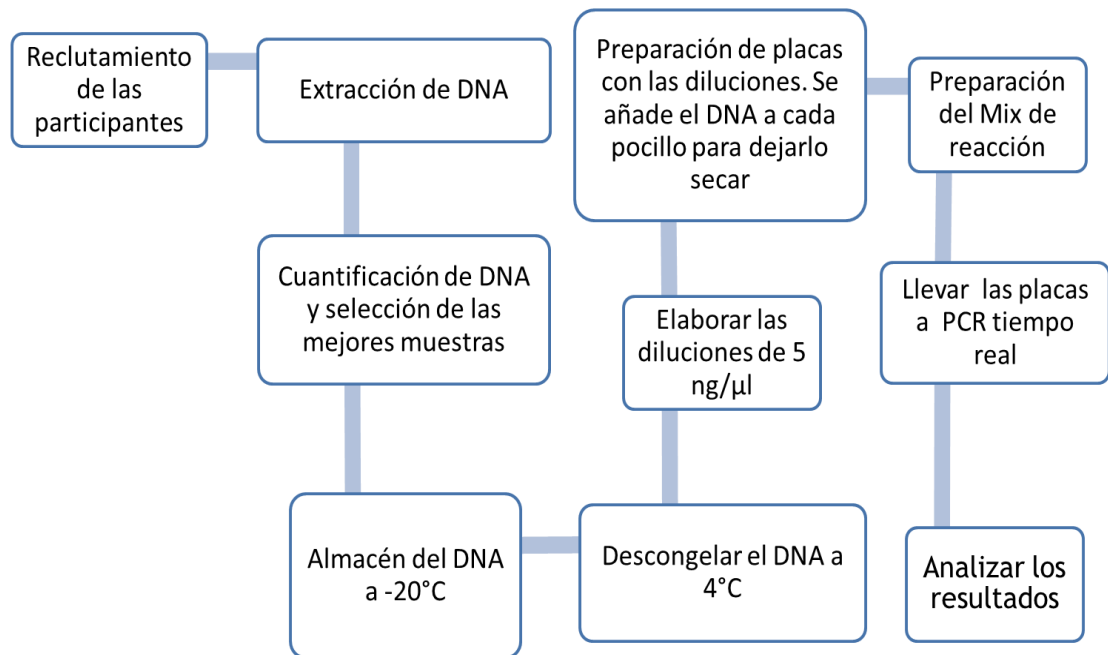 Reclutamiento
de las
participantes
Extracción de DNA
Cuantificación de DNA
y selección de las
mejores muestras
Almacén del DNA
a -20°C
Descongelar el DNA a
4°C
Elaborar las
diluciones de 5
ng/µl
Preparación de placas
con las diluciones. Se
añade el DNA a cada
pocillo para dejarlo
secar
Preparación
del Mix de
reacción
Llevar las placas
a PCR tiempo
real
Analizar los
resultados